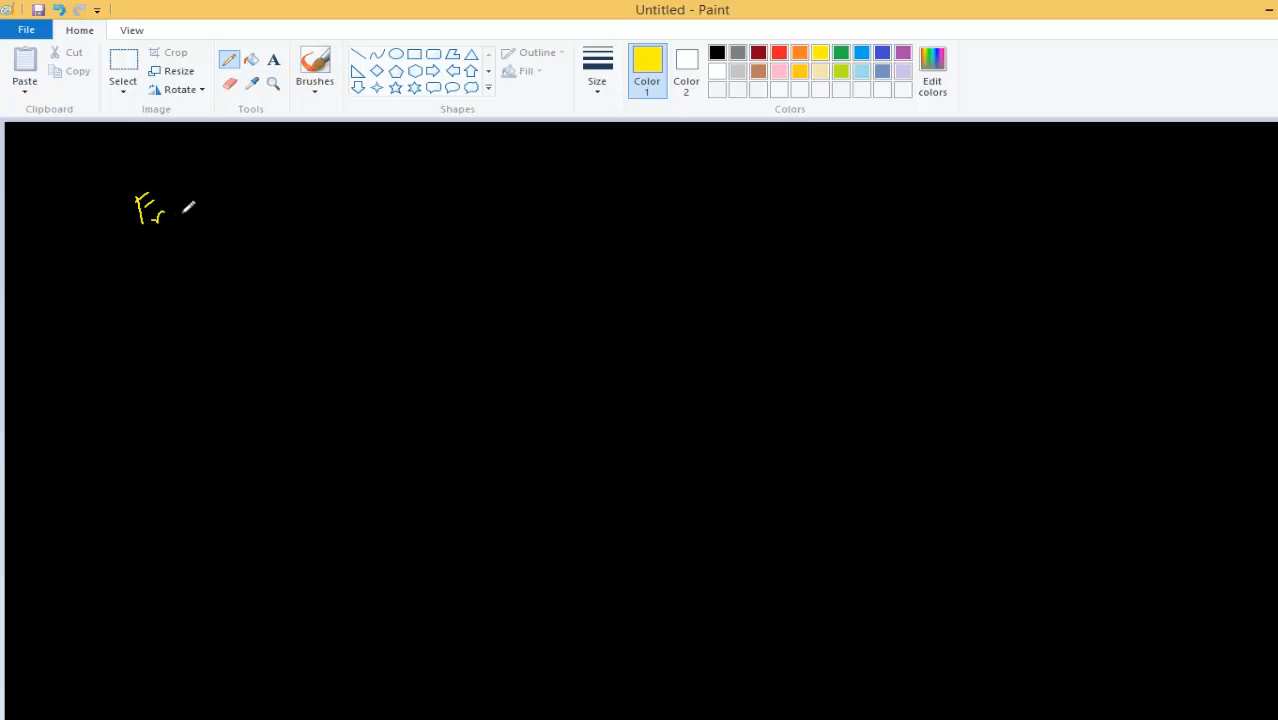 Untitled - Paint
File Home View
Paste Cut Copy Clipboard
Select Crop Resize Rotate Image
A Tools
Brushes
Outline Fill Shapes
Size
Color 1
Color 2
Edit colors
Colors
Fr